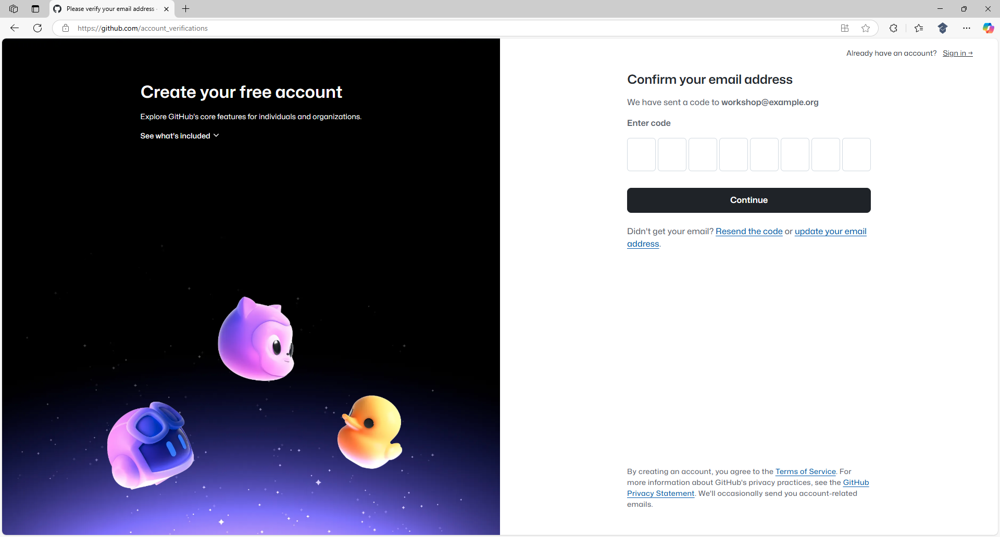 Please verify your email address ·
https://github.com/account_verifications
Create your free account
Explore GitHub's core features for individuals and organizations.
See what's included
Already have an account? Sign in →
Confirm your email address
We have sent a code to workshop@example.org
Enter code
Continue
Didn't get your email? Resend the code or update your email
address.
By creating an account, you agree to the Terms of Service. For
more information about GitHub's privacy practices, see the GitHub
Privacy Statement. We'll occasionally send you account-related
emails.